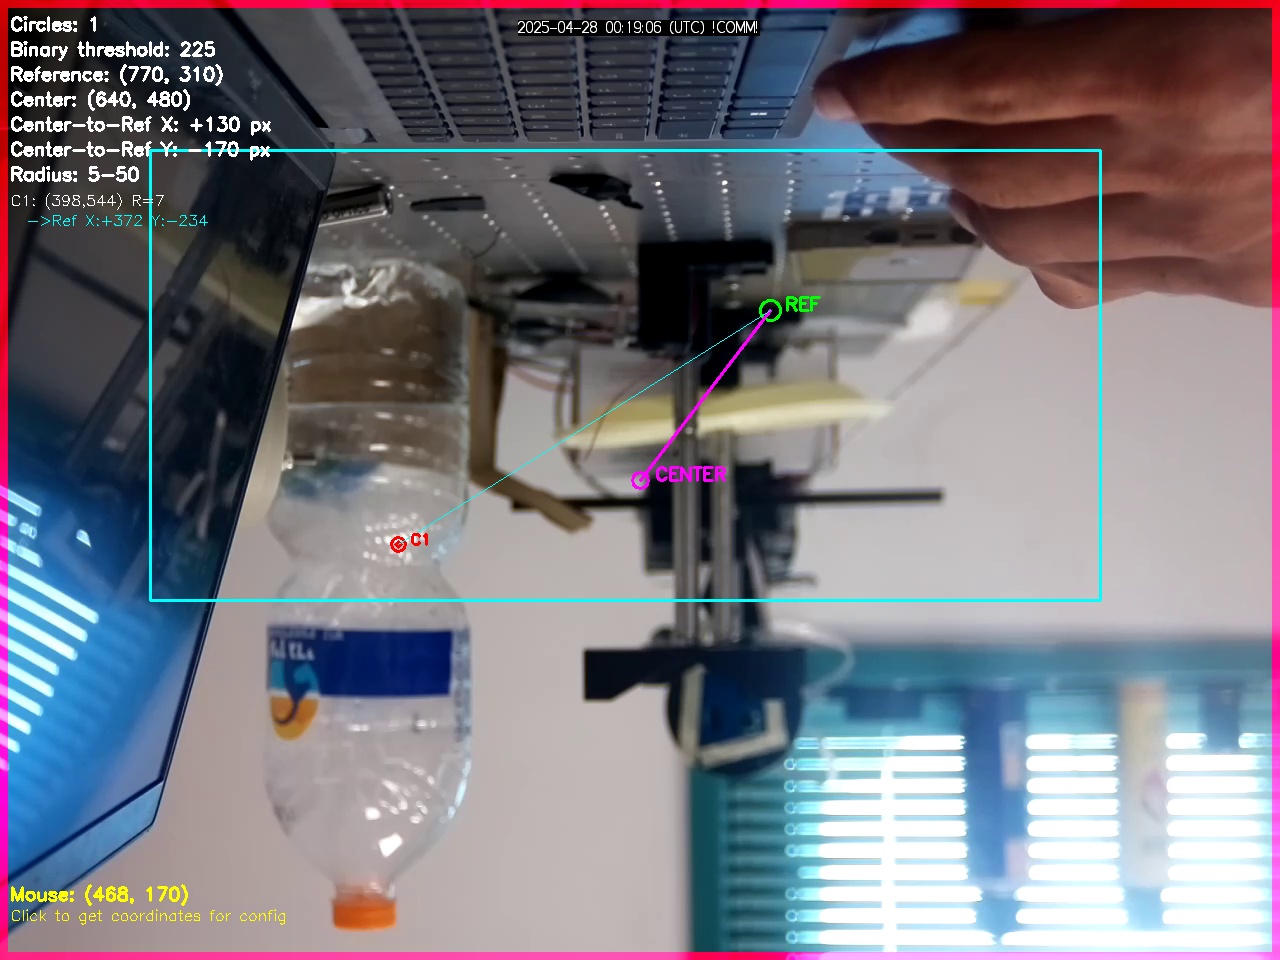 Circles: 1
2025-04-28 00:19:06 (UTC) !COMM!
Binary threshold: 225
Reference: (770, 310)
Center: (640, 480)
Center-to-Ref X: +130 px
Center-to-Ref Y: -170 px
Radius: 5-50
C1: (398,544) R=7
->Ref X:+372 Y:-234
REF
CENTER
C1
Mouse: (468, 170)
Click to get coordinates for config